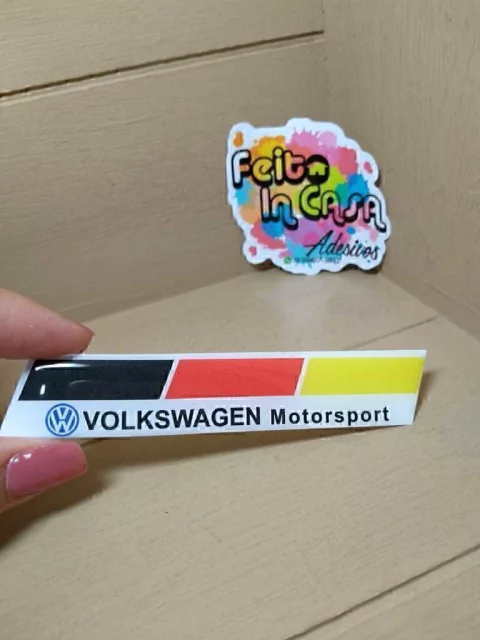 Feito
In CASA
Adesivos
VOLKSWAGEN Motorsport